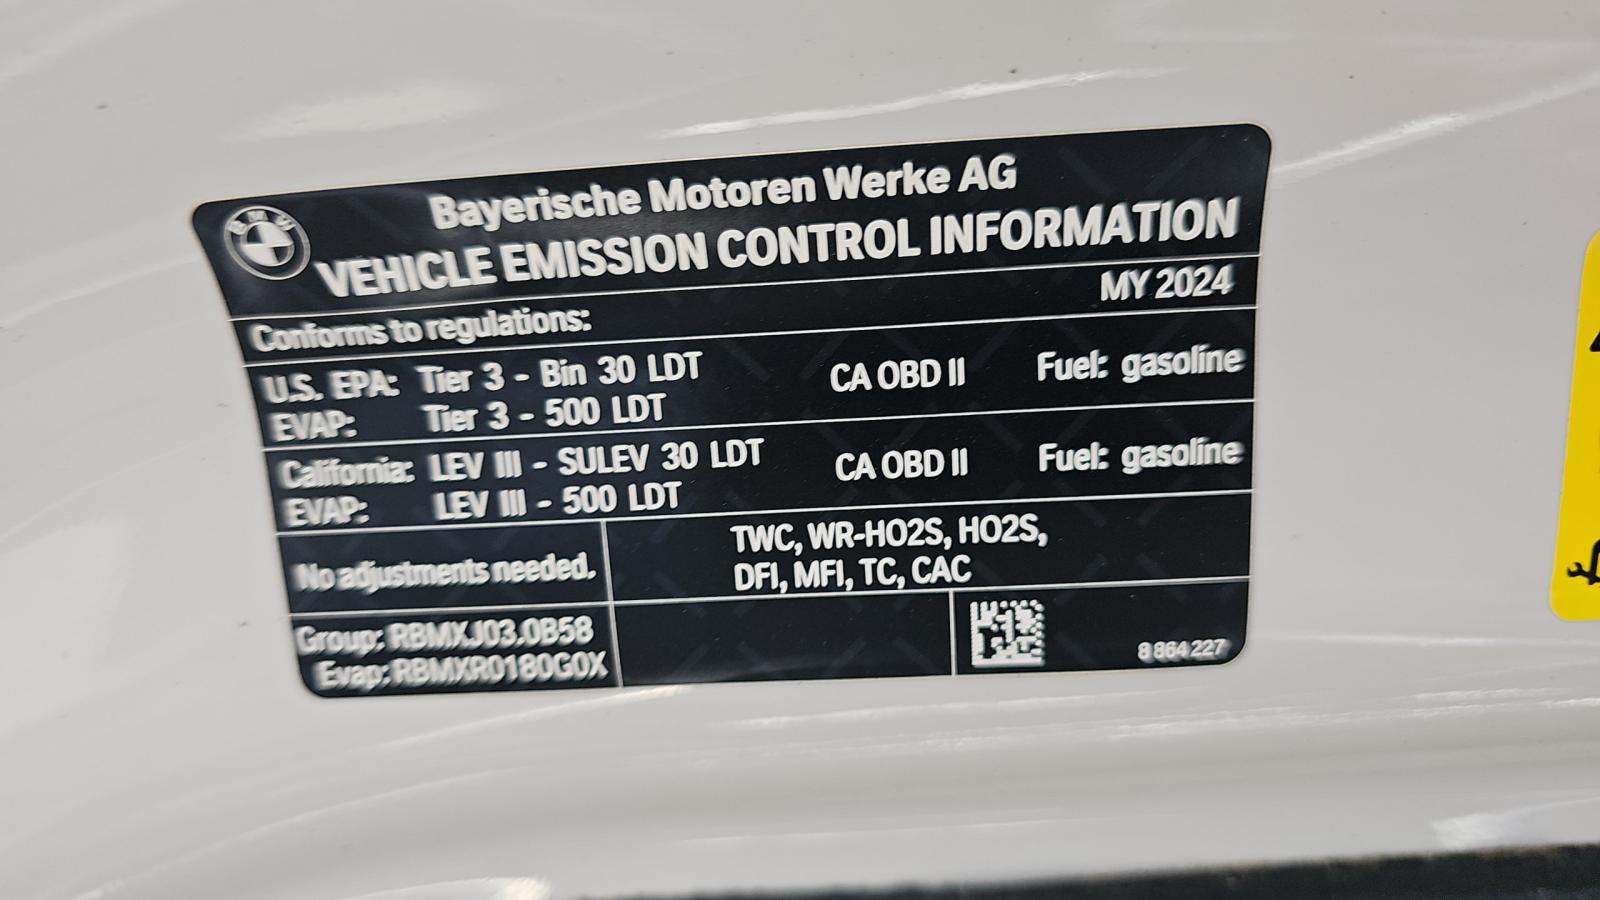 BMW
Bayerische Motoren Werke AG
VEHICLE EMISSION CONTROL INFORMATION
MY 2024
Conforms to regulations:
U.S. EPA: Tier 3 - Bin 30 LDT CA OBD II Fuel: gasoline
EVAP: Tier 3 - 500 LDT
California: LEV III - SULEV 30 LDT CA OBD II Fuel: gasoline
EVAP: LEV III - 500 LDT
No adjustments needed.
TWC, WR-HO2S, HO2S,
DFI, MFI, TC, CAC
Group: RBMXJ03.0B58
Evap: RBMXR0180G0X
8 864 227